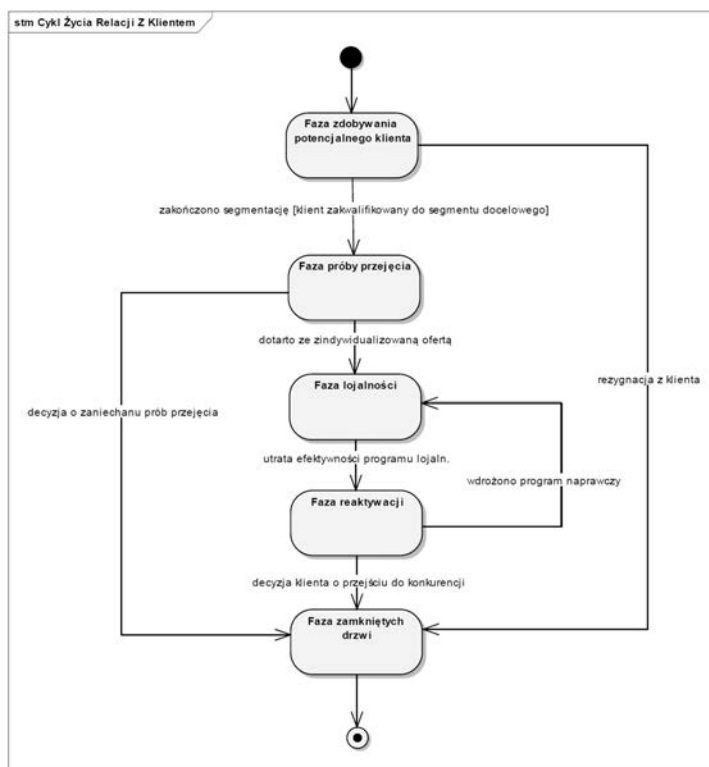 stm Cykl Życia Relacji Z Klientem
Faza zdobywania
potencjalnego klienta
zakończono segmentację [klient zakwalifikowany do segmentu docelowego]
Faza próby przejęcia
dotarto ze zindywidualizowaną ofertą
rezygnacja z klienta
Faza lojalności
decyzja o zaniechanu prób przejęcia
utrata efektywności programu lojaln.
wdrożono program naprawczy
Faza reaktywacji
decyzja klienta o przejściu do konkurencji
Faza zamkniętych
drzwi